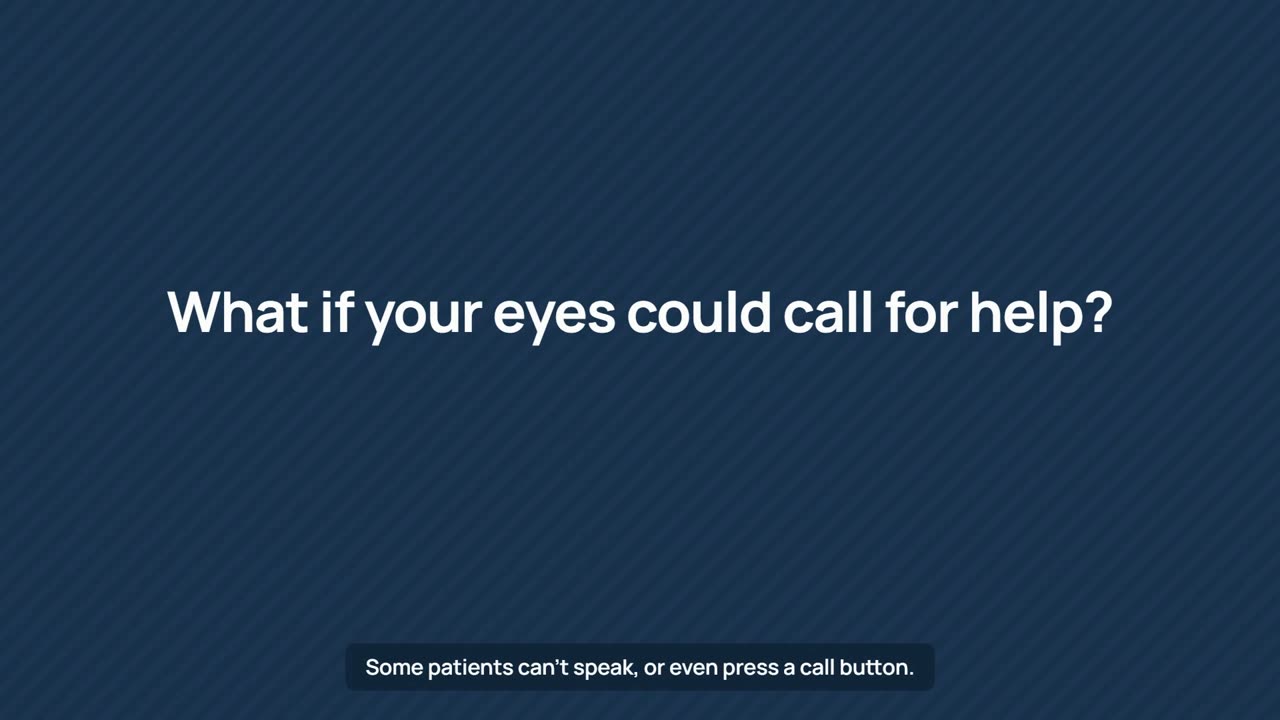 What if your eyes could call for help?
Some patients can't speak, or even press a call button.